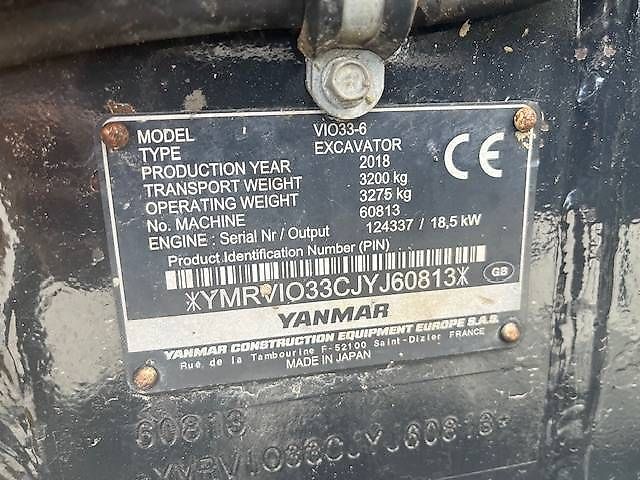 MODEL VIO33-6
TYPE EXCAVATOR
PRODUCTION YEAR 2018
TRANSPORT WEIGHT 3200 kg
OPERATING WEIGHT 3275 kg
No. MACHINE 60813
ENGINE : Serial Nr / Output 124337 / 18,5 kW
CE
Product Identification Number (PIN)
*YMRVIO33CJYJ60813*
GB
YANMAR
YANMAR CONSTRUCTION EQUIPMENT EUROPE S.A.S.
Rue de la Tambourine F-52100 Saint-Dizier FRANCE
MADE IN JAPAN
60813
YMRVIO33CJYJ60813*